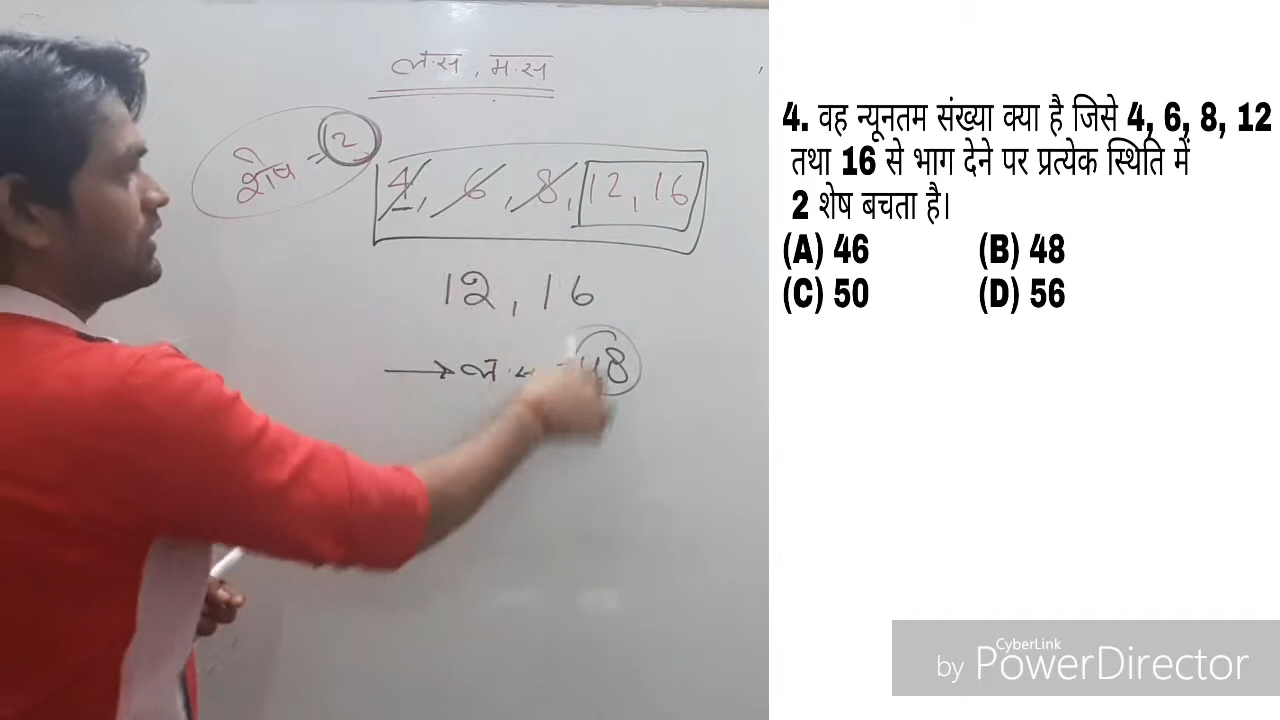 ल॰स , म॰स
शेष = 2
4, 6, 8, 12, 16
12, 16
→ ल॰
48
4. वह न्यूनतम संख्या क्या है जिसे 4, 6, 8, 12
तथा 16 से भाग देने पर प्रत्येक स्थिति में
2 शेष बचता है।
(A) 46 (B) 48
(C) 50 (D) 56
CyberLink
by PowerDirector